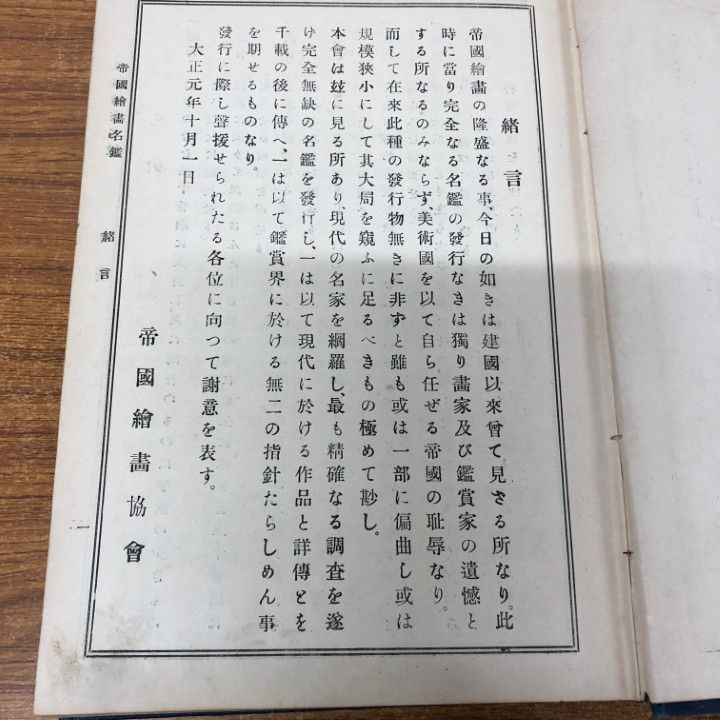 緒言
帝國繪畫の隆盛なる事、今日の如きは建國以來曾て見ざる所なり。此
時に當り完全なる名鑑の發行なきは獨り畫家及び鑑賞家の遺憾と
する所なるのみならず、美術國を以て自ら任ぜる帝國の耻辱なり。
而して在來此種の發行物無きに非ずと雖も或は一部に偏曲し或は
規模狹小にして其大局を窺ふに足るべきもの極めて尠し。
本會は玆に見る所あり、現代の名家を網羅し、最も精確なる調査を遂
け完全無缺の名鑑を發行し、一は以て現代に於ける作品と詳傳とを
千載の後に傳へ、一は以て鑑賞界に於ける無二の指針たらしめん事
を期せるものなり。
發行に際し聲援せられたる各位に向つて謝意を表す。
大正元年十月一日
帝國繪畫協會
帝國繪畫名鑑 緒言
一